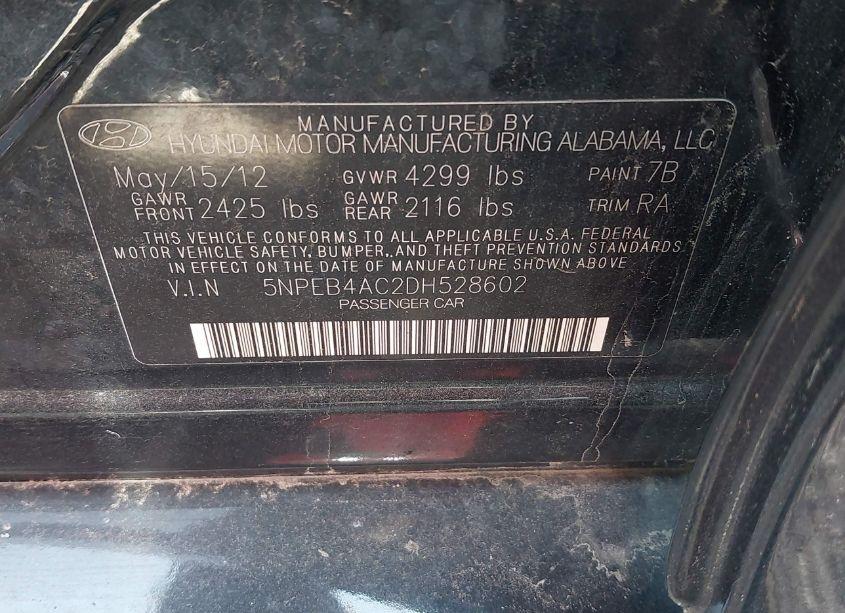 MANUFACTURED BY
HYUNDAI MOTOR MANUFACTURING ALABAMA, LLC
May/15/12 GVWR 4299 lbs PAINT 7B
GAWR FRONT 2425 lbs GAWR REAR 2116 lbs TRIM RA
THIS VEHICLE CONFORMS TO ALL APPLICABLE U.S.A. FEDERAL
MOTOR VEHICLE SAFETY, BUMPER, AND THEFT PREVENTION STANDARDS
IN EFFECT ON THE DATE OF MANUFACTURE SHOWN ABOVE
V.I.N 5NPEB4AC2DH528602
PASSENGER CAR